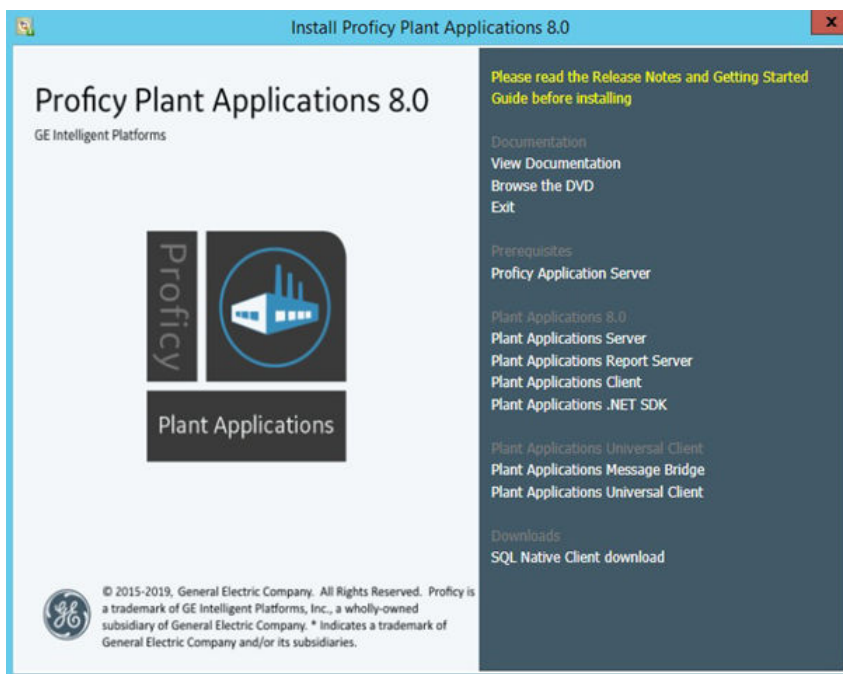 Install Proficy Plant Applications 8.0
x
Proficy Plant Applications 8.0
GE Intelligent Platforms
Proficy
Plant Applications
© 2015-2019, General Electric Company. All Rights Reserved. Proficy is
a trademark of GE Intelligent Platforms, Inc., a wholly-owned
subsidiary of General Electric Company. * Indicates a trademark of
General Electric Company and/or its subsidiaries.
Please read the Release Notes and Getting Started
Guide before installing
Documentation
View Documentation
Browse the DVD
Exit
Prerequisites
Proficy Application Server
Plant Applications 8.0
Plant Applications Server
Plant Applications Report Server
Plant Applications Client
Plant Applications .NET SDK
Plant Applications Universal Client
Plant Applications Message Bridge
Plant Applications Universal Client
Downloads
SQL Native Client download